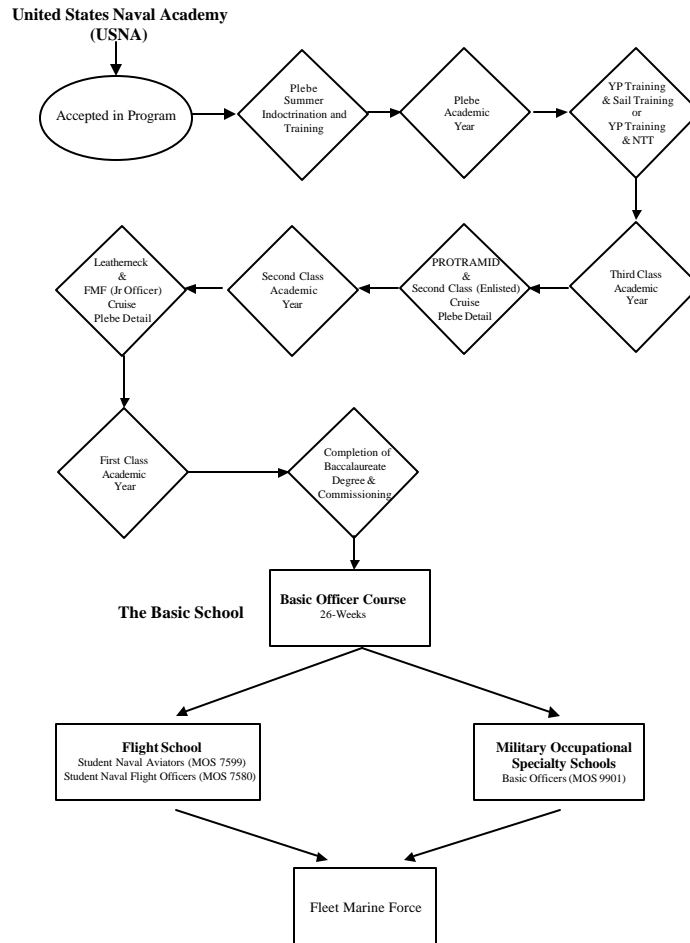 United States Naval Academy
(USNA)
Accepted in Program
Plebe
Summer
Indoctrination and
Training
Plebe
Academic
Year
YP Training
& Sail Training
or
YP Training
& NTT
Third Class
Academic
Year
PROTRAMID
&
Second Class (Enlisted)
Cruise
Plebe Detail
Second Class
Academic
Year
Leatherneck
&
FMF (Jr Officer)
Cruise
Plebe Detail
First Class
Academic
Year
Completion of
Baccalaureate
Degree &
Commissioning
The Basic School
Basic Officer Course
26-Weeks
Flight School
Student Naval Aviators (MOS 7599)
Student Naval Flight Officers (MOS 7580)
Military Occupational
Specialty Schools
Basic Officers (MOS 9901)
Fleet Marine Force